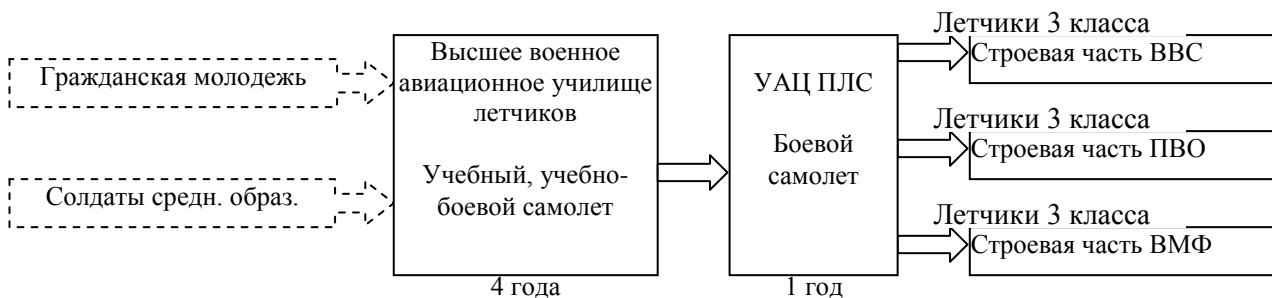 Гражданская молодежь
Солдаты средн. образ.
Высшее военное
авиационное училище
летчиков
Учебный, учебно-
боевой самолет
4 года
УАЦ ПЛС
Боевой
самолет
1 год
Летчики 3 класса
Строевая часть ВВС
Летчики 3 класса
Строевая часть ПВО
Летчики 3 класса
Строевая часть ВМФ